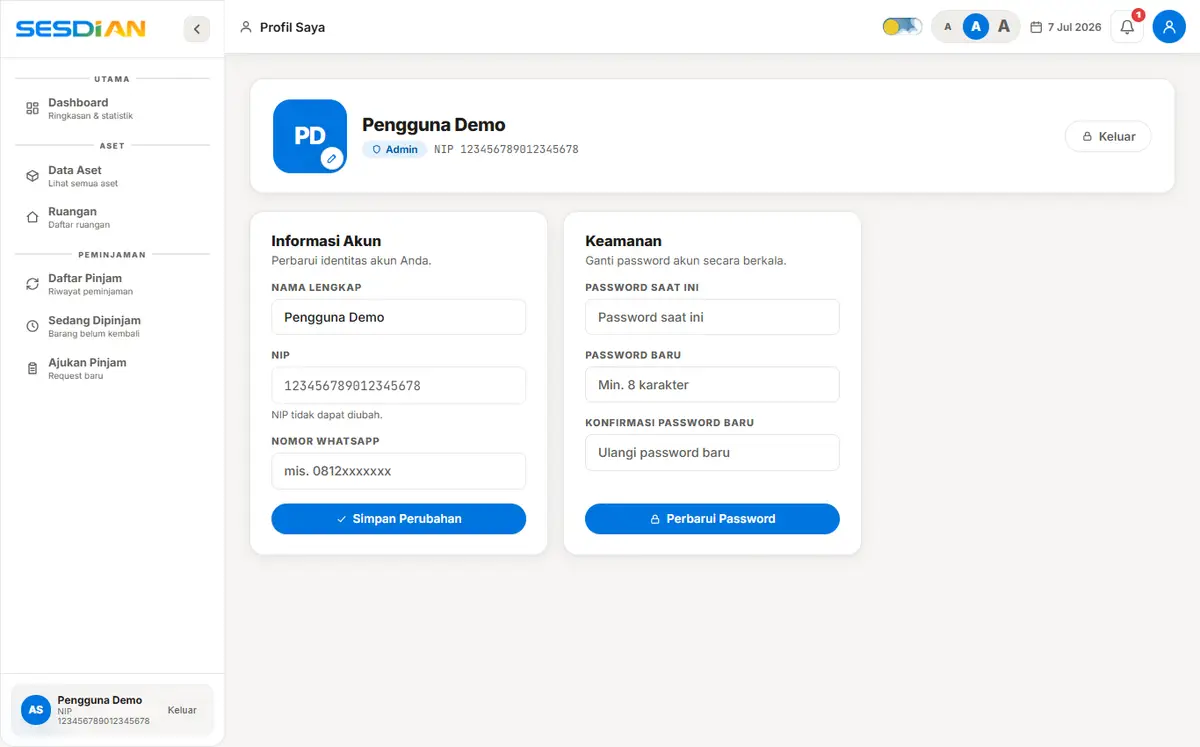 SESDiAN
Profil Saya
A A A
7 Jul 2026
1
UTAMA
Dashboard
Ringkasan & statistik
ASET
Data Aset
Lihat semua aset
Ruangan
Daftar ruangan
PEMINJAMAN
Daftar Pinjam
Riwayat peminjaman
Sedang Dipinjam
Barang belum kembali
Ajukan Pinjam
Request baru
AS
Pengguna Demo
NIP
123456789012345678
Keluar
PD
Pengguna Demo
Admin NIP 123456789012345678
Keluar
Informasi Akun
Perbarui identitas akun Anda.
NAMA LENGKAP
Pengguna Demo
NIP
123456789012345678
NIP tidak dapat diubah.
NOMOR WHATSAPP
mis. 0812xxxxxxx
Simpan Perubahan
Keamanan
Ganti password akun secara berkala.
PASSWORD SAAT INI
Password saat ini
PASSWORD BARU
Min. 8 karakter
KONFIRMASI PASSWORD BARU
Ulangi password baru
Perbarui Password